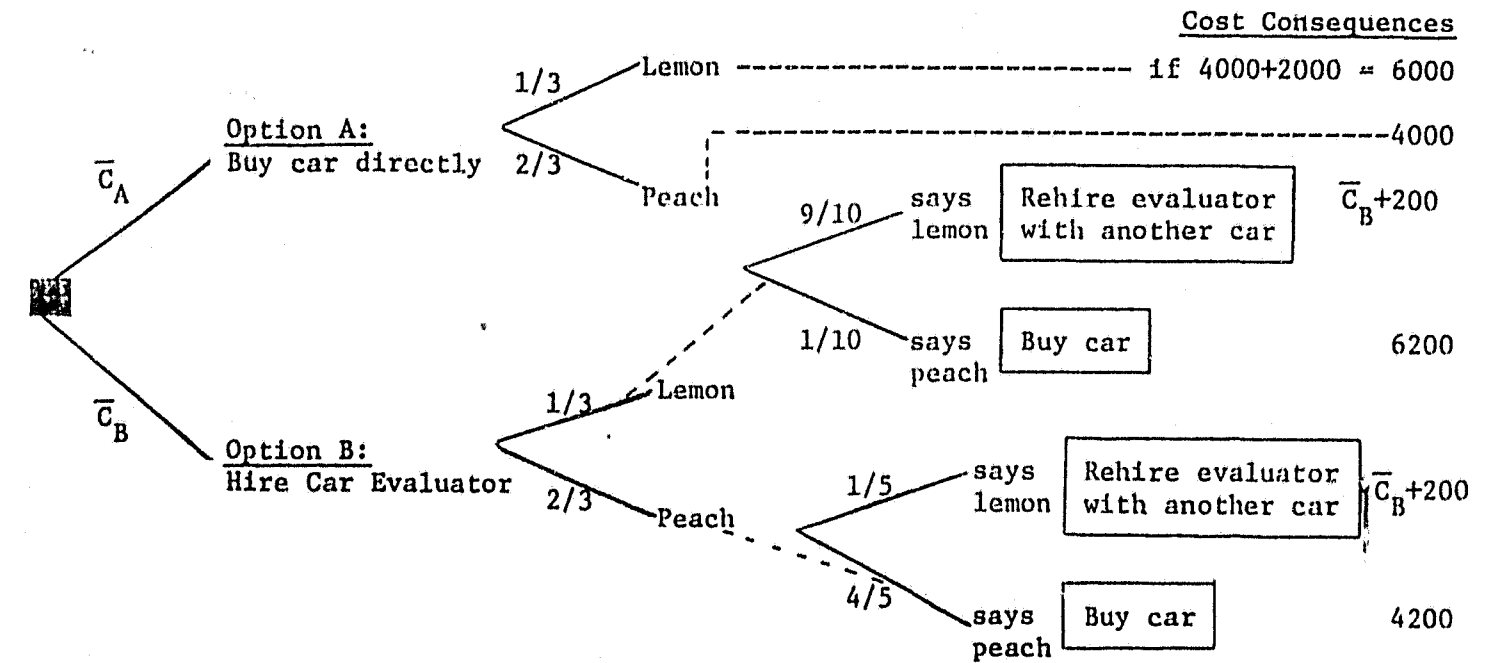 Cost Consequences
1/3 Lemon if 4000+2000 = 6000
Option A:
Buy car directly
4000
C̅A
2/3
Peach
9/10 says lemon
Rehire evaluator
with another car
C̅B+200
1/10 says peach
Buy car
6200
1/3 Lemon
C̅B
Option B:
Hire Car Evaluator
2/3
Peach
1/5 says lemon
Rehire evaluator
with another car
C̅B+200
4/5 says peach
Buy car
4200